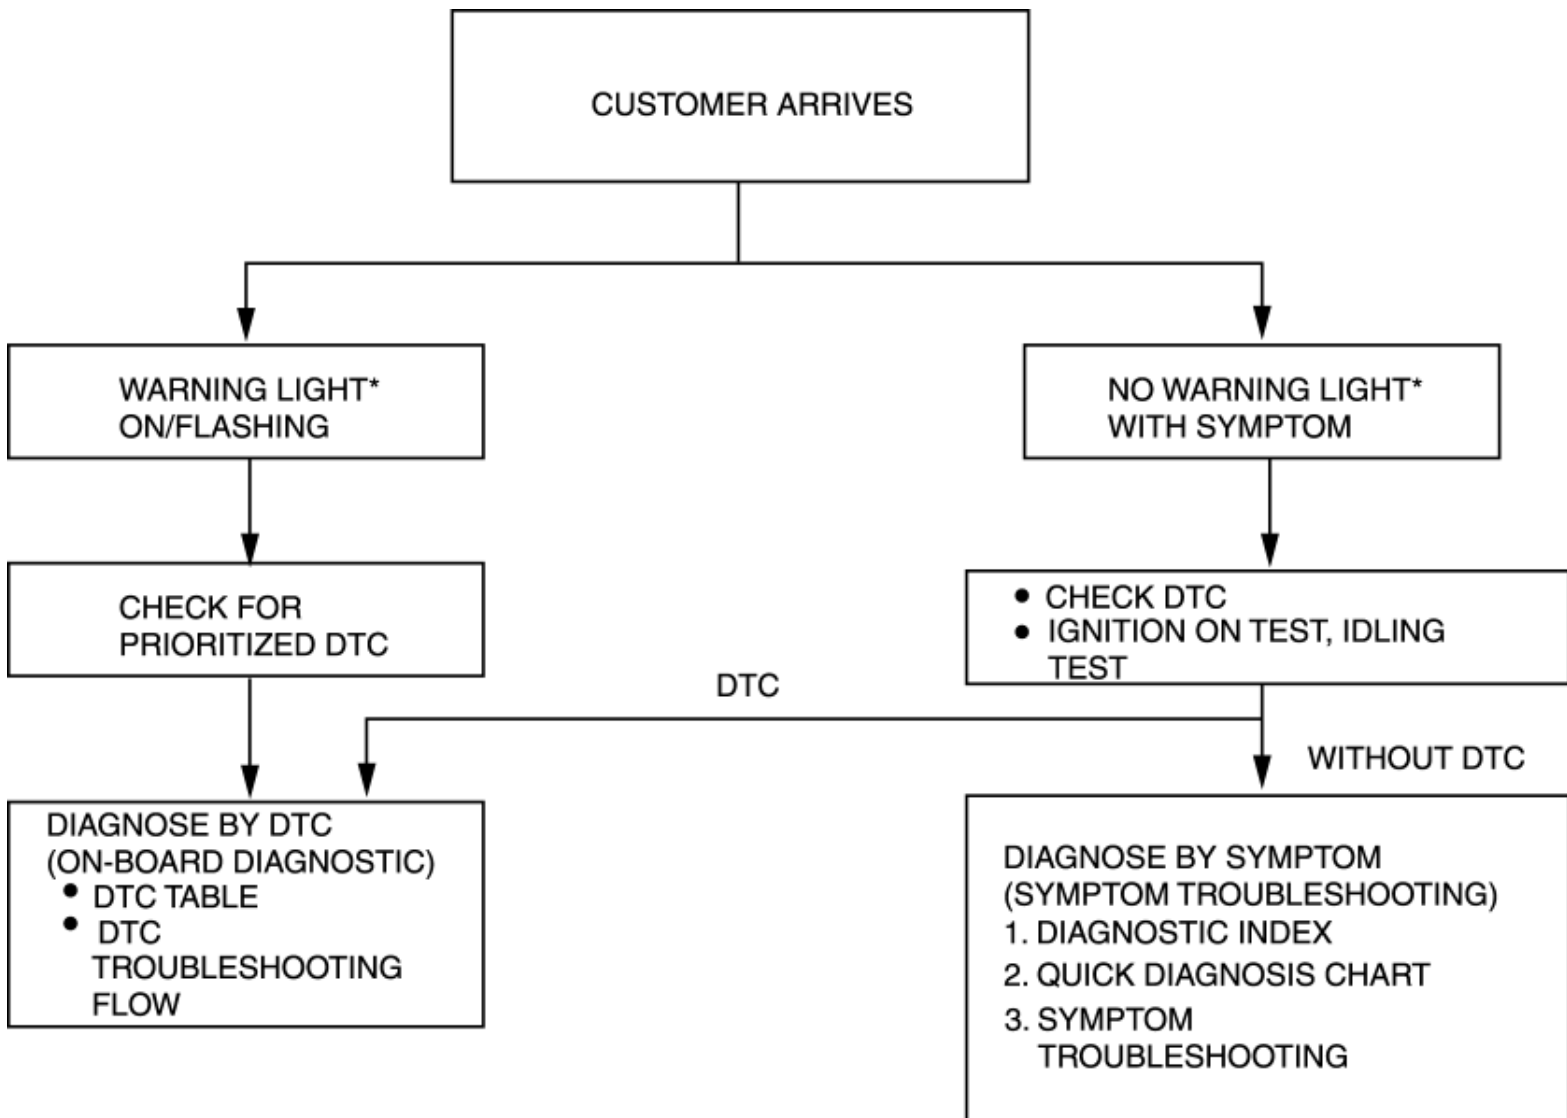 CUSTOMER ARRIVES
WARNING LIGHT*
ON/FLASHING
NO WARNING LIGHT*
WITH SYMPTOM
CHECK FOR
PRIORITIZED DTC
• CHECK DTC
• IGNITION ON TEST, IDLING
TEST
DTC
WITHOUT DTC
DIAGNOSE BY DTC
(ON-BOARD DIAGNOSTIC)
• DTC TABLE
• DTC
TROUBLESHOOTING
FLOW
DIAGNOSE BY SYMPTOM
(SYMPTOM TROUBLESHOOTING)
1. DIAGNOSTIC INDEX
2. QUICK DIAGNOSIS CHART
3. SYMPTOM
TROUBLESHOOTING